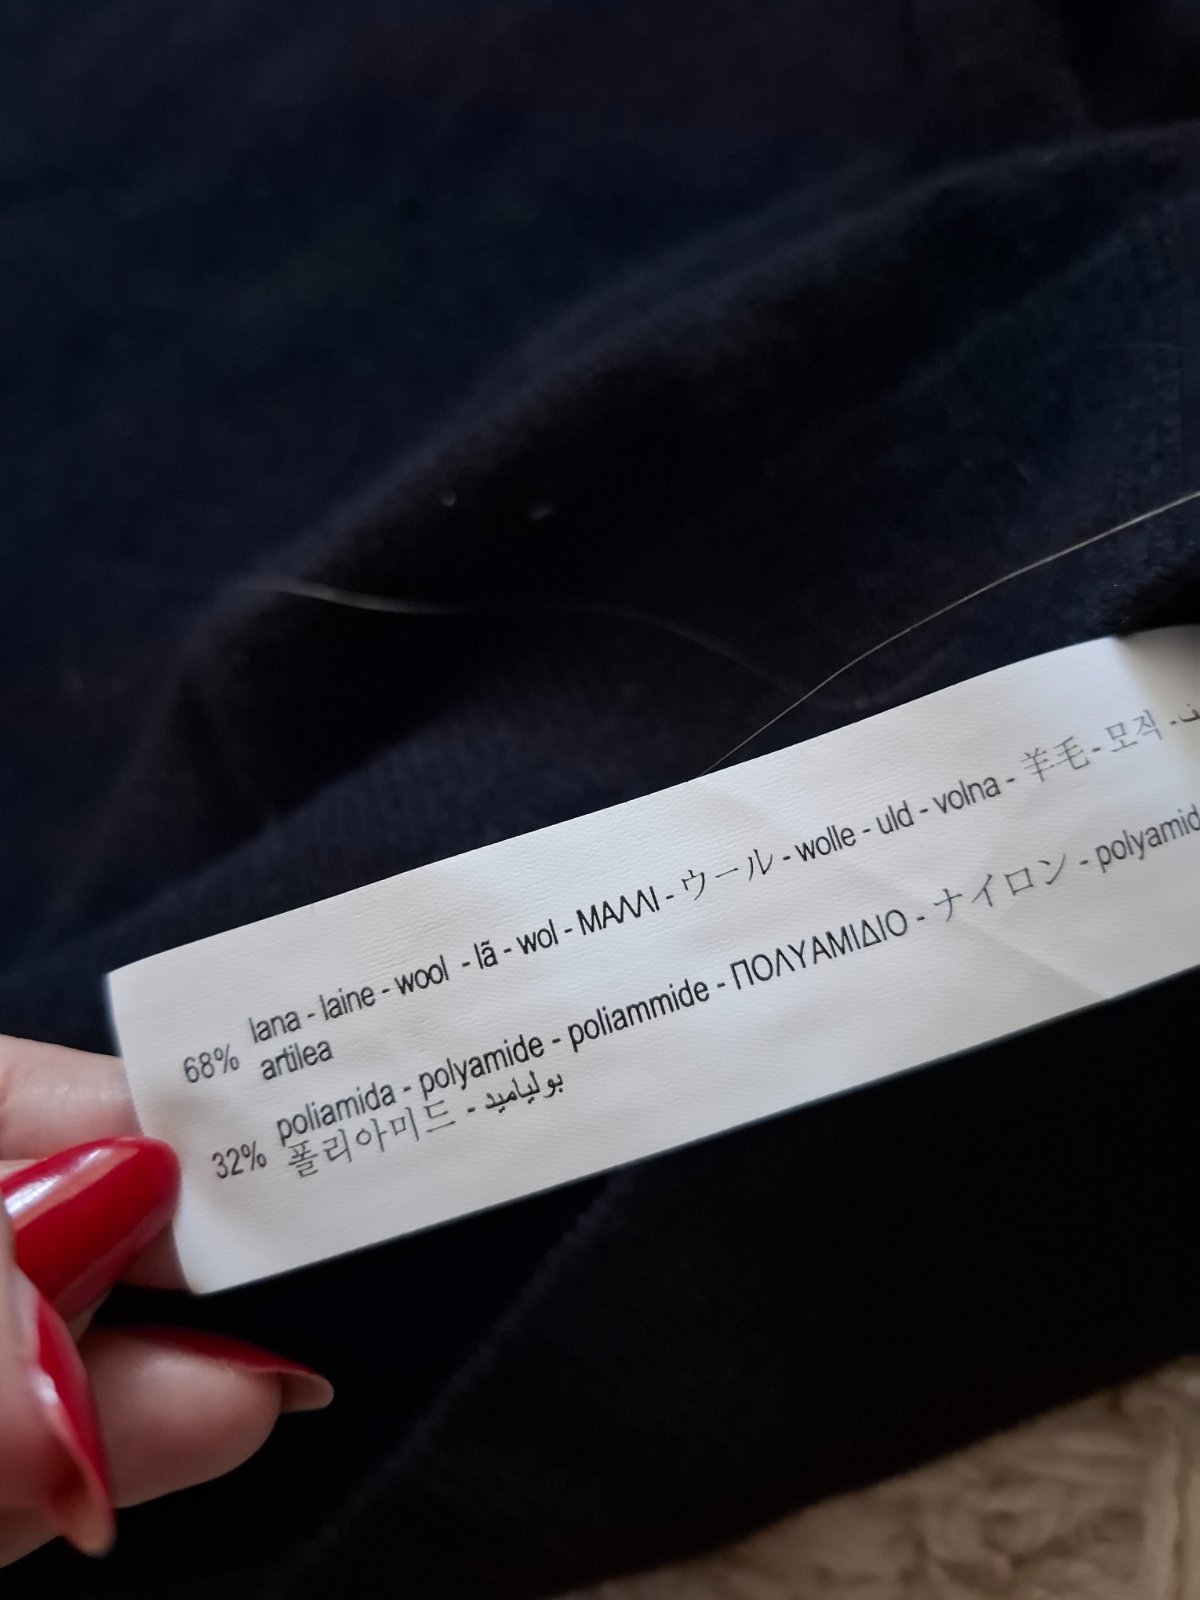 68% lana - laine - wool - lã - wol - ΜΑΛΛΙ - ウール - wolle - uld - volna - 羊毛 - 모직 -
artilea
32% poliamida - polyamide - poliammide - ΠΟΛΥΑΜΙΔΙΟ - ナイロン - polyamid
폴리아미드 - بولياميد